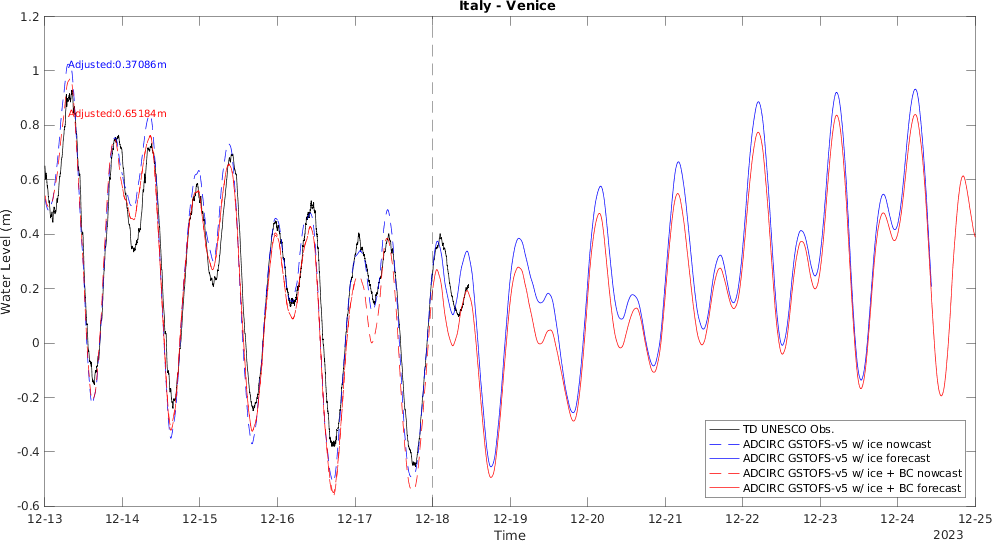 Italy - Venice
Water Level (m)
1.2
1
0.8
0.6
0.4
0.2
0
-0.2
-0.4
-0.6
Adjusted:0.37086m
Adjusted:0.65184m
TD UNESCO Obs.
ADCIRC GSTOFS-v5 w/ ice nowcast
ADCIRC GSTOFS-v5 w/ ice forecast
ADCIRC GSTOFS-v5 w/ ice + BC nowcast
ADCIRC GSTOFS-v5 w/ ice + BC forecast
12-13 12-14 12-15 12-16 12-17 12-18 12-19 12-20 12-21 12-22 12-23 12-24 12-25
Time
2023